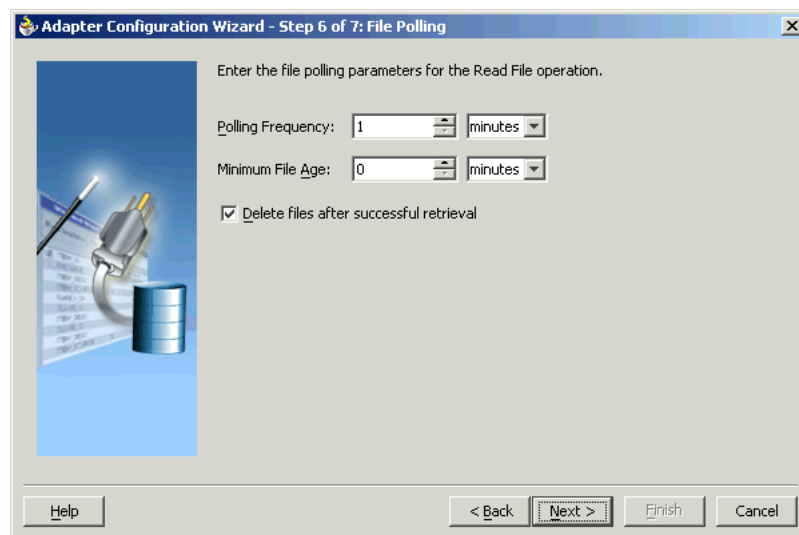 Adapter Configuration Wizard - Step 6 of 7: File Polling
Enter the file polling parameters for the Read File operation.
Polling Frequency: 1 minutes
Minimum File Age: 0 minutes
Delete files after successful retrieval
Help < Back Next > Finish Cancel